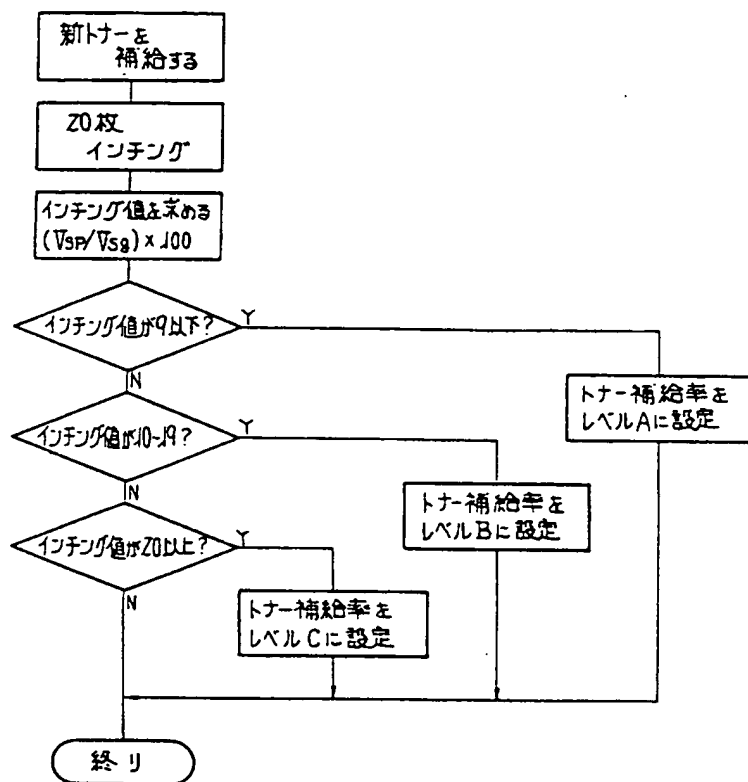 新トナーを
補給する
20枚
インチング
インチング値を求める
(VSP/VSg)×100
インチング値が9以下?
Y
N
トナー補給率を
レベルAに設定
インチング値が10~19?
Y
N
トナー補給率を
レベルBに設定
インチング値が20以上?
Y
N
トナー補給率を
レベルCに設定
終り